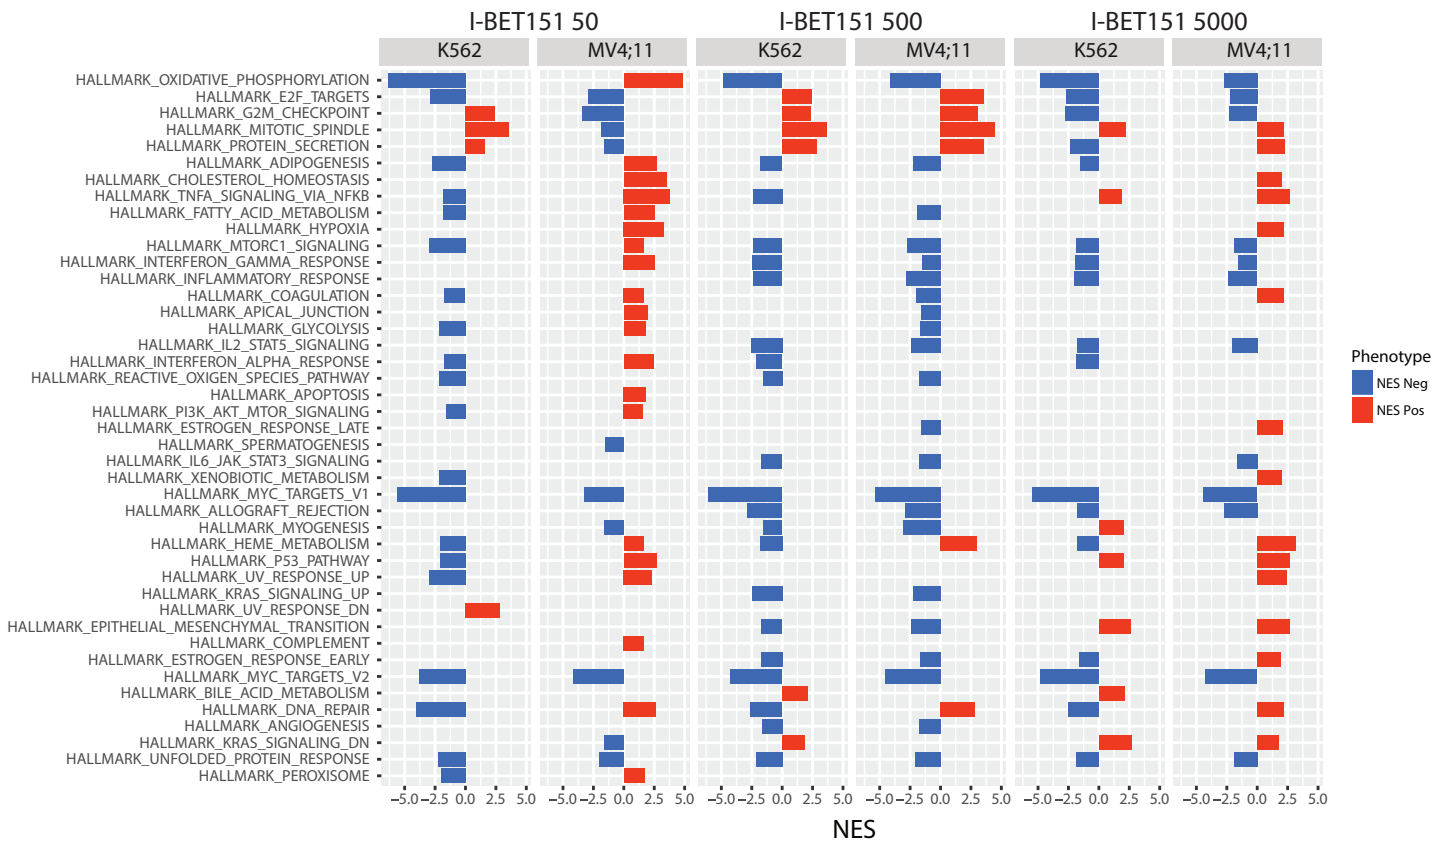 I-BET151 50 I-BET151 500 I-BET151 5000
K562 MV4;11 K562 MV4;11 K562 MV4;11
HALLMARK_OXIDATIVE_PHOSPHORYLATION
HALLMARK_E2F_TARGETS
HALLMARK_G2M_CHECKPOINT
HALLMARK_MITOTIC_SPINDLE
HALLMARK_PROTEIN_SECRETION
HALLMARK_ADIPOGENESIS
HALLMARK_CHOLESTEROL_HOMEOSTASIS
HALLMARK_TNFA_SIGNALING_VIA_NFKB
HALLMARK_FATTY_ACID_METABOLISM
HALLMARK_HYPOXIA
HALLMARK_MTORC1_SIGNALING
HALLMARK_INTERFERON_GAMMA_RESPONSE
HALLMARK_INFLAMMATORY_RESPONSE
HALLMARK_COAGULATION
HALLMARK_APICAL_JUNCTION
HALLMARK_GLYCOLYSIS
HALLMARK_IL2_STAT5_SIGNALING
HALLMARK_INTERFERON_ALPHA_RESPONSE
HALLMARK_REACTIVE_OXIGEN_SPECIES_PATHWAY
HALLMARK_APOPTOSIS
HALLMARK_PI3K_AKT_MTOR_SIGNALING
HALLMARK_ESTROGEN_RESPONSE_LATE
HALLMARK_SPERMATOGENESIS
HALLMARK_IL6_JAK_STAT3_SIGNALING
HALLMARK_XENOBIOTIC_METABOLISM
HALLMARK_MYC_TARGETS_V1
HALLMARK_ALLOGRAFT_REJECTION
HALLMARK_MYOGENESIS
HALLMARK_HEME_METABOLISM
HALLMARK_P53_PATHWAY
HALLMARK_UV_RESPONSE_UP
HALLMARK_KRAS_SIGNALING_UP
HALLMARK_UV_RESPONSE_DN
HALLMARK_EPITHELIAL_MESENCHYMAL_TRANSITION
HALLMARK_COMPLEMENT
HALLMARK_ESTROGEN_RESPONSE_EARLY
HALLMARK_MYC_TARGETS_V2
HALLMARK_BILE_ACID_METABOLISM
HALLMARK_DNA_REPAIR
HALLMARK_ANGIOGENESIS
HALLMARK_KRAS_SIGNALING_DN
HALLMARK_UNFOLDED_PROTEIN_RESPONSE
HALLMARK_PEROXISOME
−5.0 −2.5 0.0 2.5 5.0 −5.0 −2.5 0.0 2.5 5.0 −5.0 −2.5 0.0 2.5 5.0 −5.0 −2.5 0.0 2.5 5.0 −5.0 −2.5 0.0 2.5 5.0 −5.0 −2.5 0.0 2.5 5.0
NES
Phenotype
NES Neg
NES Pos